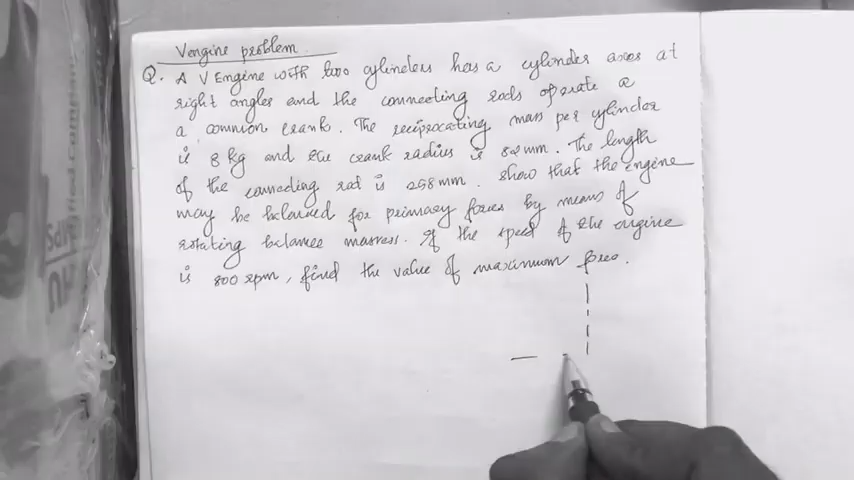 V engine problem.
Q. A V Engine with two cylinders has a cylinder axes at
right angles and the connecting rods operate a
a common crank. The reciprocating mass per cylinder
is 8 kg and the crank radius is 82 mm. The length
of the connecting rod is 258 mm. Show that the engine
may be balanced for primary forces by means of
rotating balance masses. If the speed of the engine
is 800 rpm, find the value of maximum